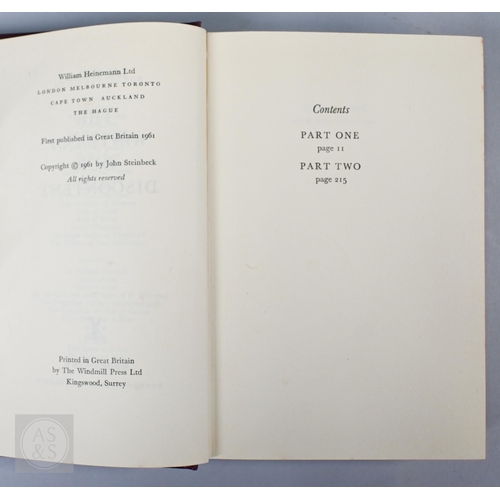 William Heinemann Ltd
LONDON MELBOURNE TORONTO
CAPE TOWN AUCKLAND
THE HAGUE
First published in Great Britain 1961
Copyright © 1961 by John Steinbeck
All rights reserved
Printed in Great Britain
by The Windmill Press Ltd
Kingswood, Surrey
AS
&S
Contents
PART ONE
page 11
PART TWO
page 215